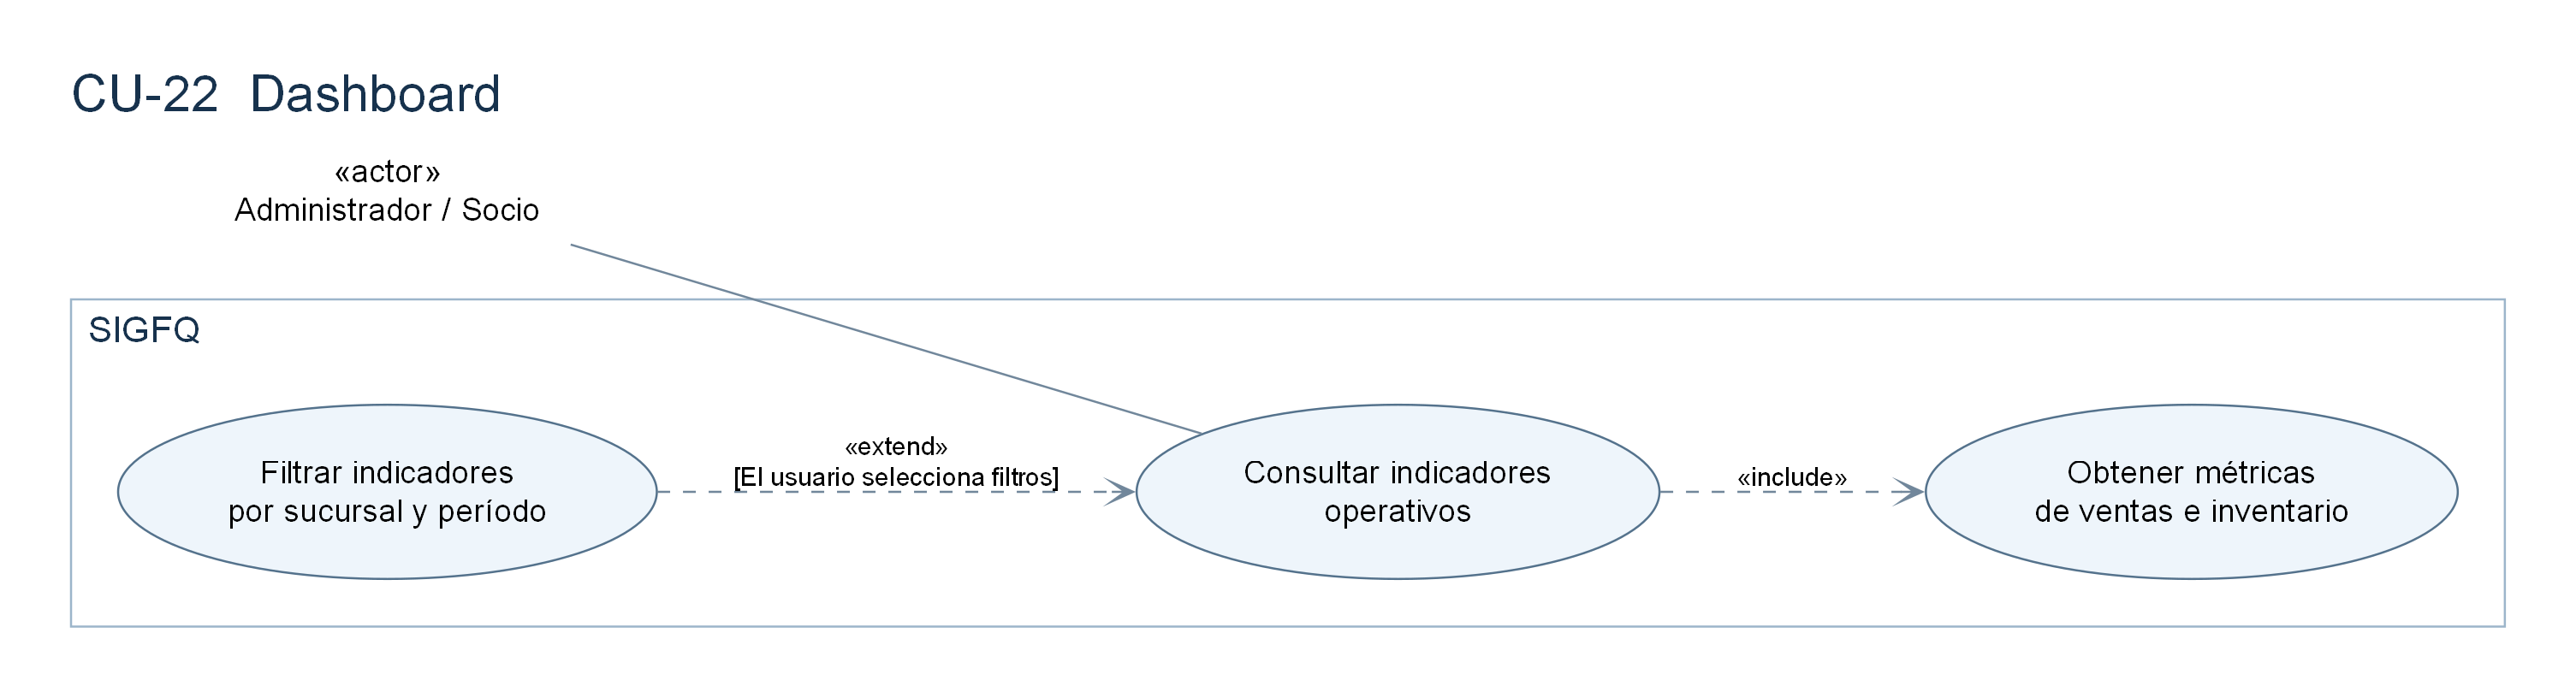 CU-22 Dashboard
«actor»
Administrador / Socio
SIGFQ
Filtrar indicadores
por sucursal y período
«extend»
[El usuario selecciona filtros]
Consultar indicadores
operativos
«include»
Obtener métricas
de ventas e inventario